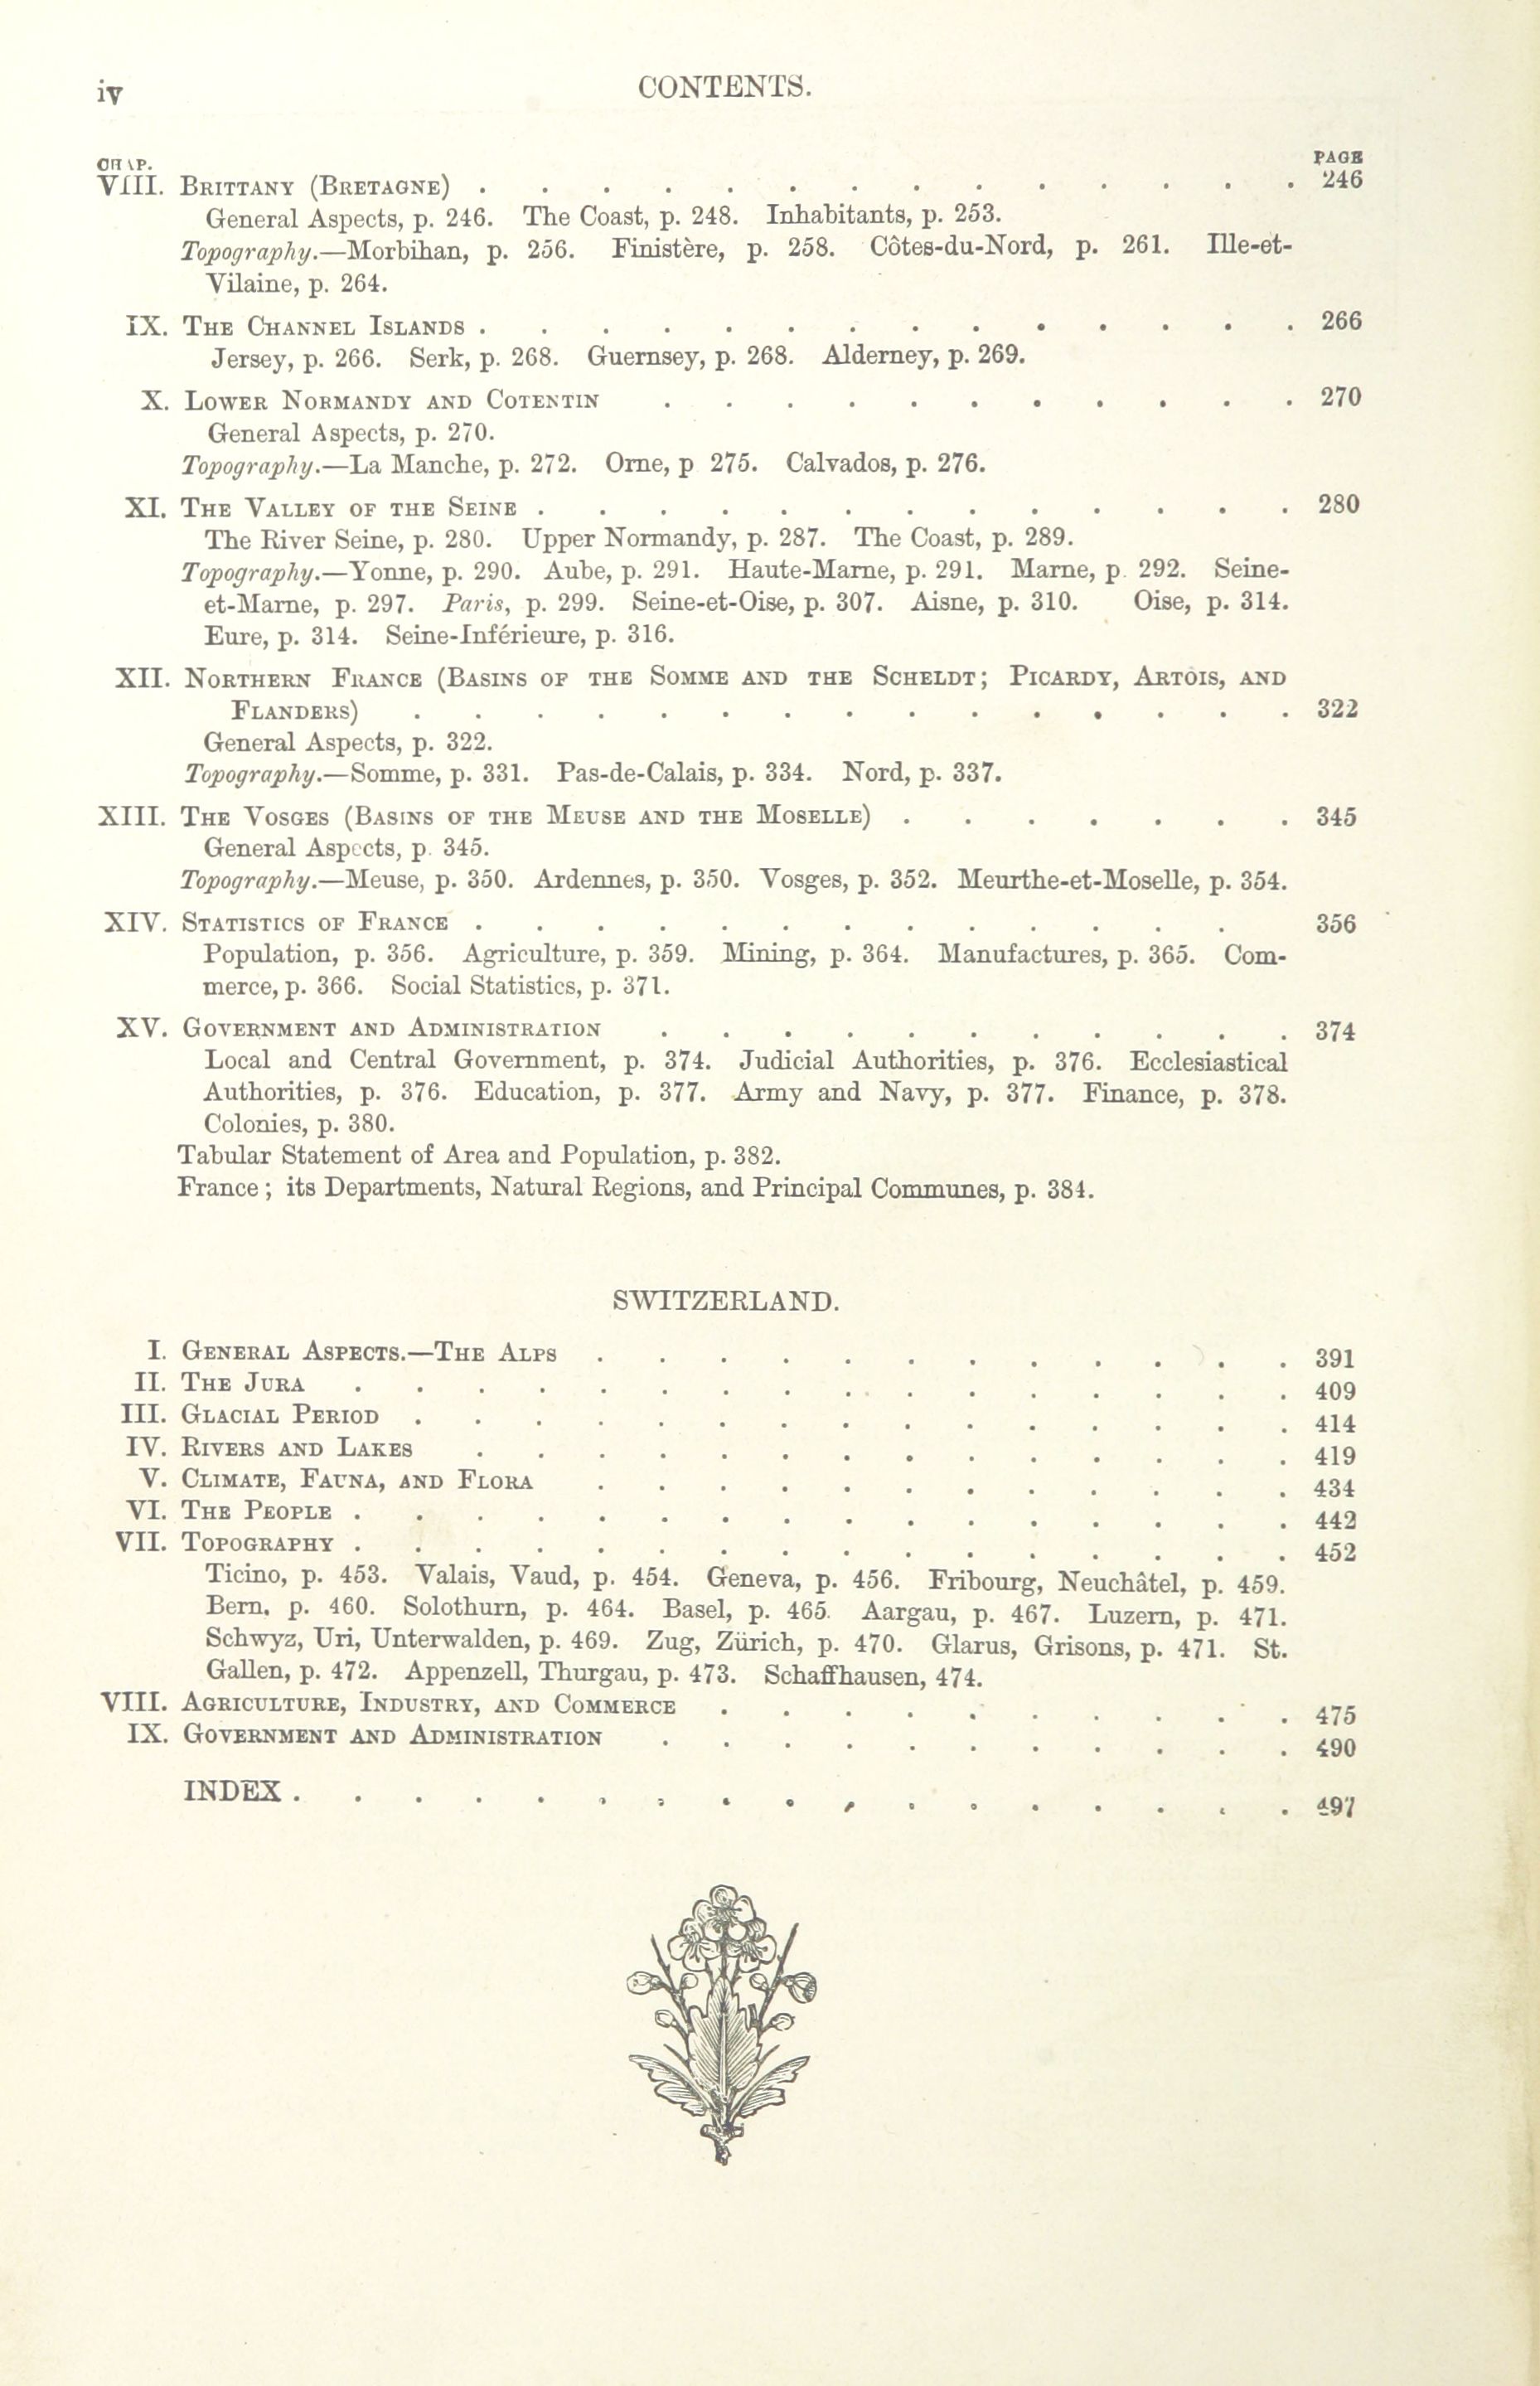 iv
CONTENTS.
CHAP.
PAGE
VIII. BRITTANY (BRETAGNE) . . . . . . . . . . . . . . 246
General Aspects, p. 246. The Coast, p. 248. Inhabitants, p. 253.
Topography.—Morbihan, p. 256. Finistère, p. 258. Côtes-du-Nord, p. 261. Ille-et-
Vilaine, p. 264.
IX. THE CHANNEL ISLANDS . . . . . . . . . . . . . . 266
Jersey, p. 266. Serk, p. 268. Guernsey, p. 268. Alderney, p. 269.
X. LOWER NORMANDY AND COTENTIN . . . . . . . . . . . 270
General Aspects, p. 270.
Topography.—La Manche, p. 272. Orne, p 275. Calvados, p. 276.
XI. THE VALLEY OF THE SEINE . . . . . . . . . . . . . 280
The River Seine, p. 280. Upper Normandy, p. 287. The Coast, p. 289.
Topography.—Yonne, p. 290. Aube, p. 291. Haute-Marne, p. 291. Marne, p. 292. Seine-
et-Marne, p. 297. Paris, p. 299. Seine-et-Oise, p. 307. Aisne, p. 310. Oise, p. 314.
Eure, p. 314. Seine-Inférieure, p. 316.
XII. NORTHERN FRANCE (BASINS OF THE SOMME AND THE SCHELDT; PICARDY, ARTOIS, AND
FLANDERS) . . . . . . . . . . . . . . . 322
General Aspects, p. 322.
Topography.—Somme, p. 331. Pas-de-Calais, p. 334. Nord, p. 337.
XIII. THE VOSGES (BASINS OF THE MEUSE AND THE MOSELLE) . . . . . . . 345
General Aspects, p. 345.
Topography.—Meuse, p. 350. Ardennes, p. 350. Vosges, p. 352. Meurthe-et-Moselle, p. 354.
XIV. STATISTICS OF FRANCE . . . . . . . . . . . . . 356
Population, p. 356. Agriculture, p. 359. Mining, p. 364. Manufactures, p. 365. Com-
merce, p. 366. Social Statistics, p. 371.
XV. GOVERNMENT AND ADMINISTRATION . . . . . . . . . . . 374
Local and Central Government, p. 374. Judicial Authorities, p. 376. Ecclesiastical
Authorities, p. 376. Education, p. 377. Army and Navy, p. 377. Finance, p. 378.
Colonies, p. 380.
Tabular Statement of Area and Population, p. 382.
France; its Departments, Natural Regions, and Principal Communes, p. 384.
SWITZERLAND.
I. GENERAL ASPECTS.—THE ALPS . . . . . . . . . . . . 391
II. THE JURA . . . . . . . . . . . . . . . . 409
III. GLACIAL PERIOD . . . . . . . . . . . . . . . 414
IV. RIVERS AND LAKES . . . . . . . . . . . . . . 419
V. CLIMATE, FAUNA, AND FLORA . . . . . . . . . . . . 434
VI. THE PEOPLE . . . . . . . . . . . . . . . . 442
VII. TOPOGRAPHY . . . . . . . . . . . . . . . . 452
Ticino, p. 453. Valais, Vaud, p. 454. Geneva, p. 456. Fribourg, Neuchâtel, p. 459.
Bern, p. 460. Solothurn, p. 464. Basel, p. 465. Aargau, p. 467. Luzern, p. 471.
Schwyz, Uri, Unterwalden, p. 469. Zug, Zürich, p. 470. Glarus, Grisons, p. 471. St.
Gallen, p. 472. Appenzell, Thurgau, p. 473. Schaffhausen, 474.
VIII. AGRICULTURE, INDUSTRY, AND COMMERCE . . . . . . . . . . 475
IX. GOVERNMENT AND ADMINISTRATION . . . . . . . . . . . 490
INDEX . . . . . . . . . . . . . . . . . 497